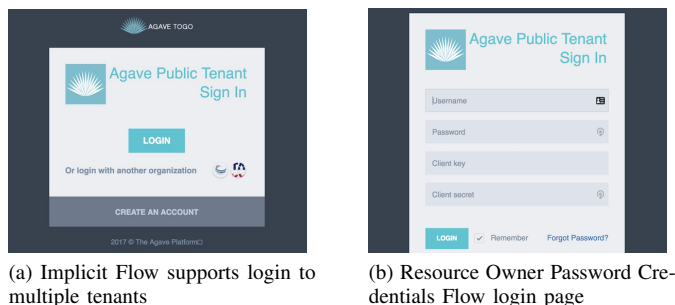 AGAVE TOGO
Agave Public Tenant
Sign In
LOGIN
Or login with another organization
CREATE AN ACCOUNT
2017 © The Agave Platform□
(a) Implicit Flow supports login to
multiple tenants
Agave Public Tenant
Sign In
Username
Password
Client key
Client secret
LOGIN Remember Forgot Password?
(b) Resource Owner Password Cre-
dentials Flow login page